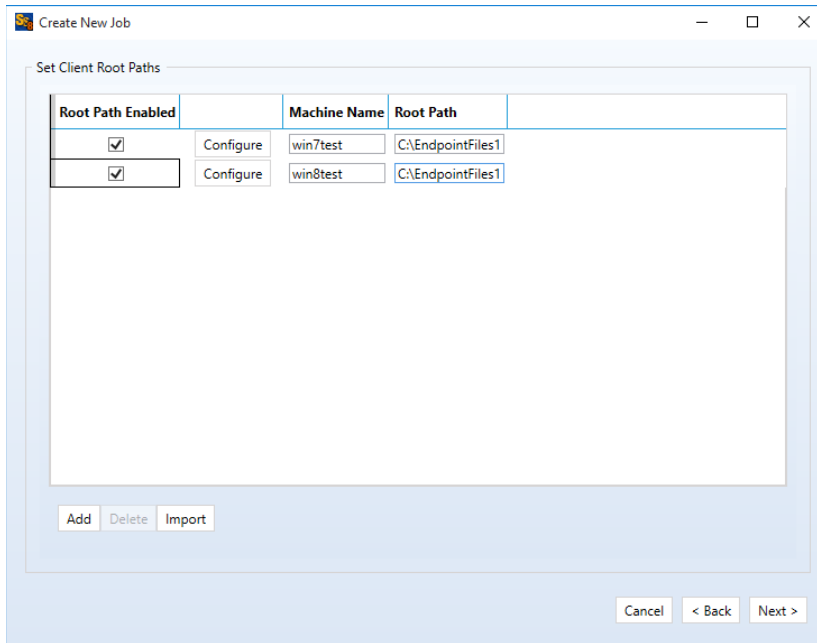 Create New Job
Set Client Root Paths
Root Path Enabled Machine Name Root Path
Configure win7test C:\EndpointFiles1
Configure win8test C:\EndpointFiles1
Add Delete Import
Cancel < Back Next >